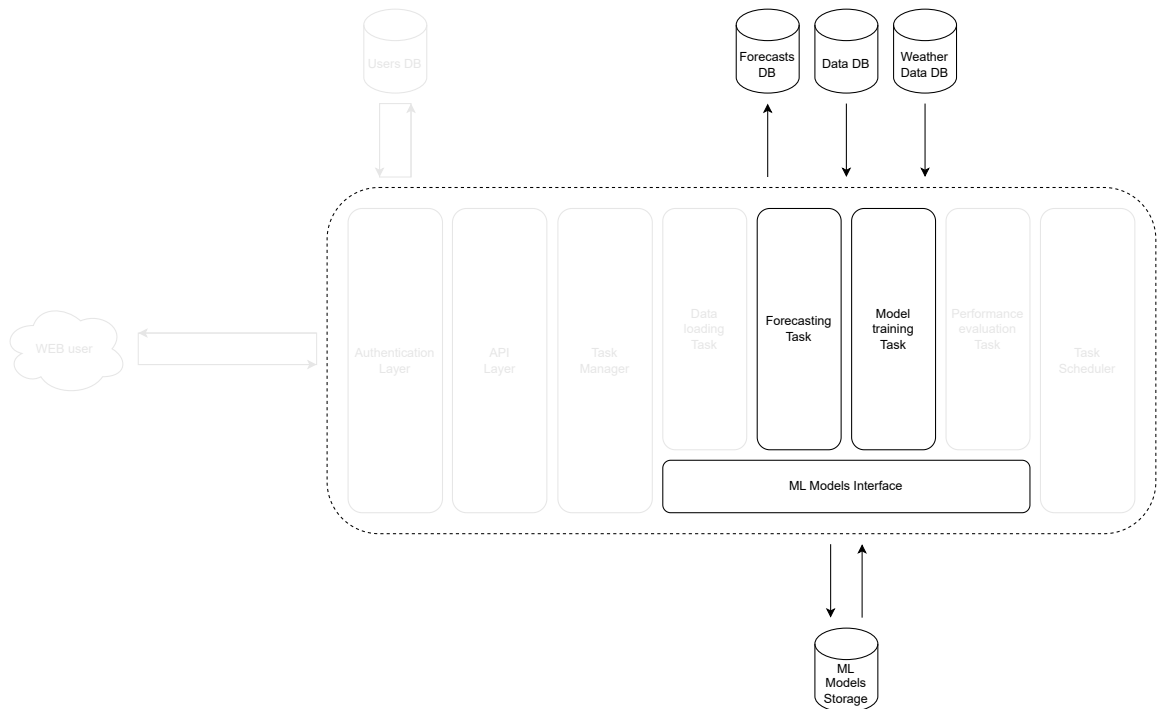 Users DB
Forecasts
DB
Data DB
Weather
Data DB
WEB user
Authentication
Layer
API
Layer
Task
Manager
Data
loading
Task
Forecasting
Task
Model
training
Task
Performance
evaluation
Task
Task
Scheduler
ML Models Interface
ML
Models
Storage